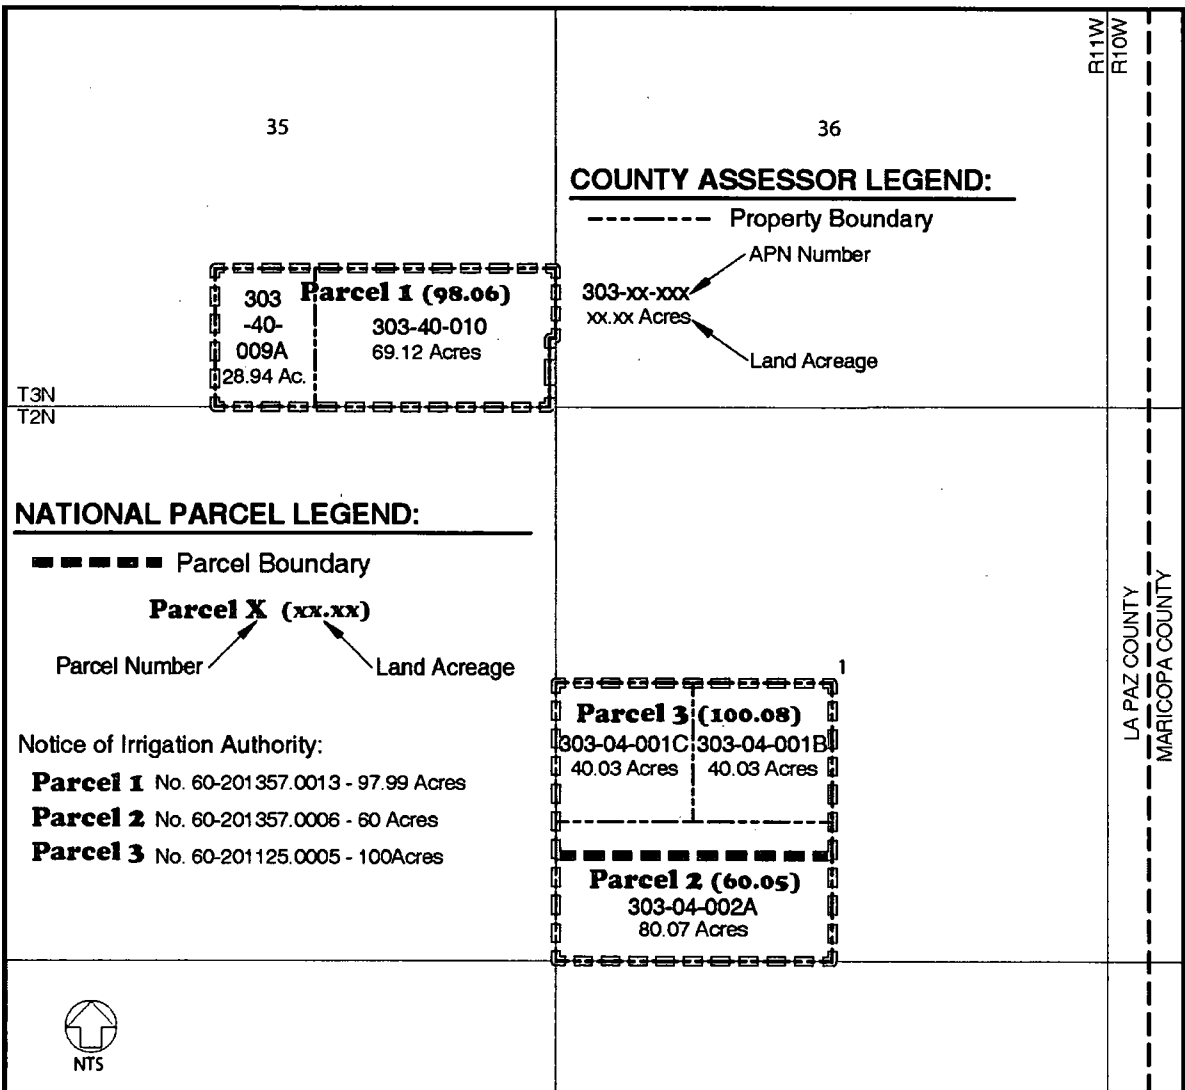 R11W
R10W
35
36
COUNTY ASSESSOR LEGEND:
Property Boundary
APN Number
303-xx-xxx
xx.xx Acres
Land Acreage
Parcel 1 (98.06)
303
-40-
009A
28.94 Ac.
303-40-010
69.12 Acres
T3N
T2N
NATIONAL PARCEL LEGEND:
Parcel Boundary
Parcel X (xx.xx)
Parcel Number
Land Acreage
LA PAZ COUNTY
MARICOPA COUNTY
1
Notice of Irrigation Authority:
Parcel 1 No. 60-201357.0013 - 97.99 Acres
Parcel 2 No. 60-201357.0006 - 60 Acres
Parcel 3 No. 60-201125.0005 - 100Acres
Parcel 3 (100.08)
303-04-001C
40.03 Acres
303-04-001B
40.03 Acres
Parcel 2 (60.05)
303-04-002A
80.07 Acres
NTS